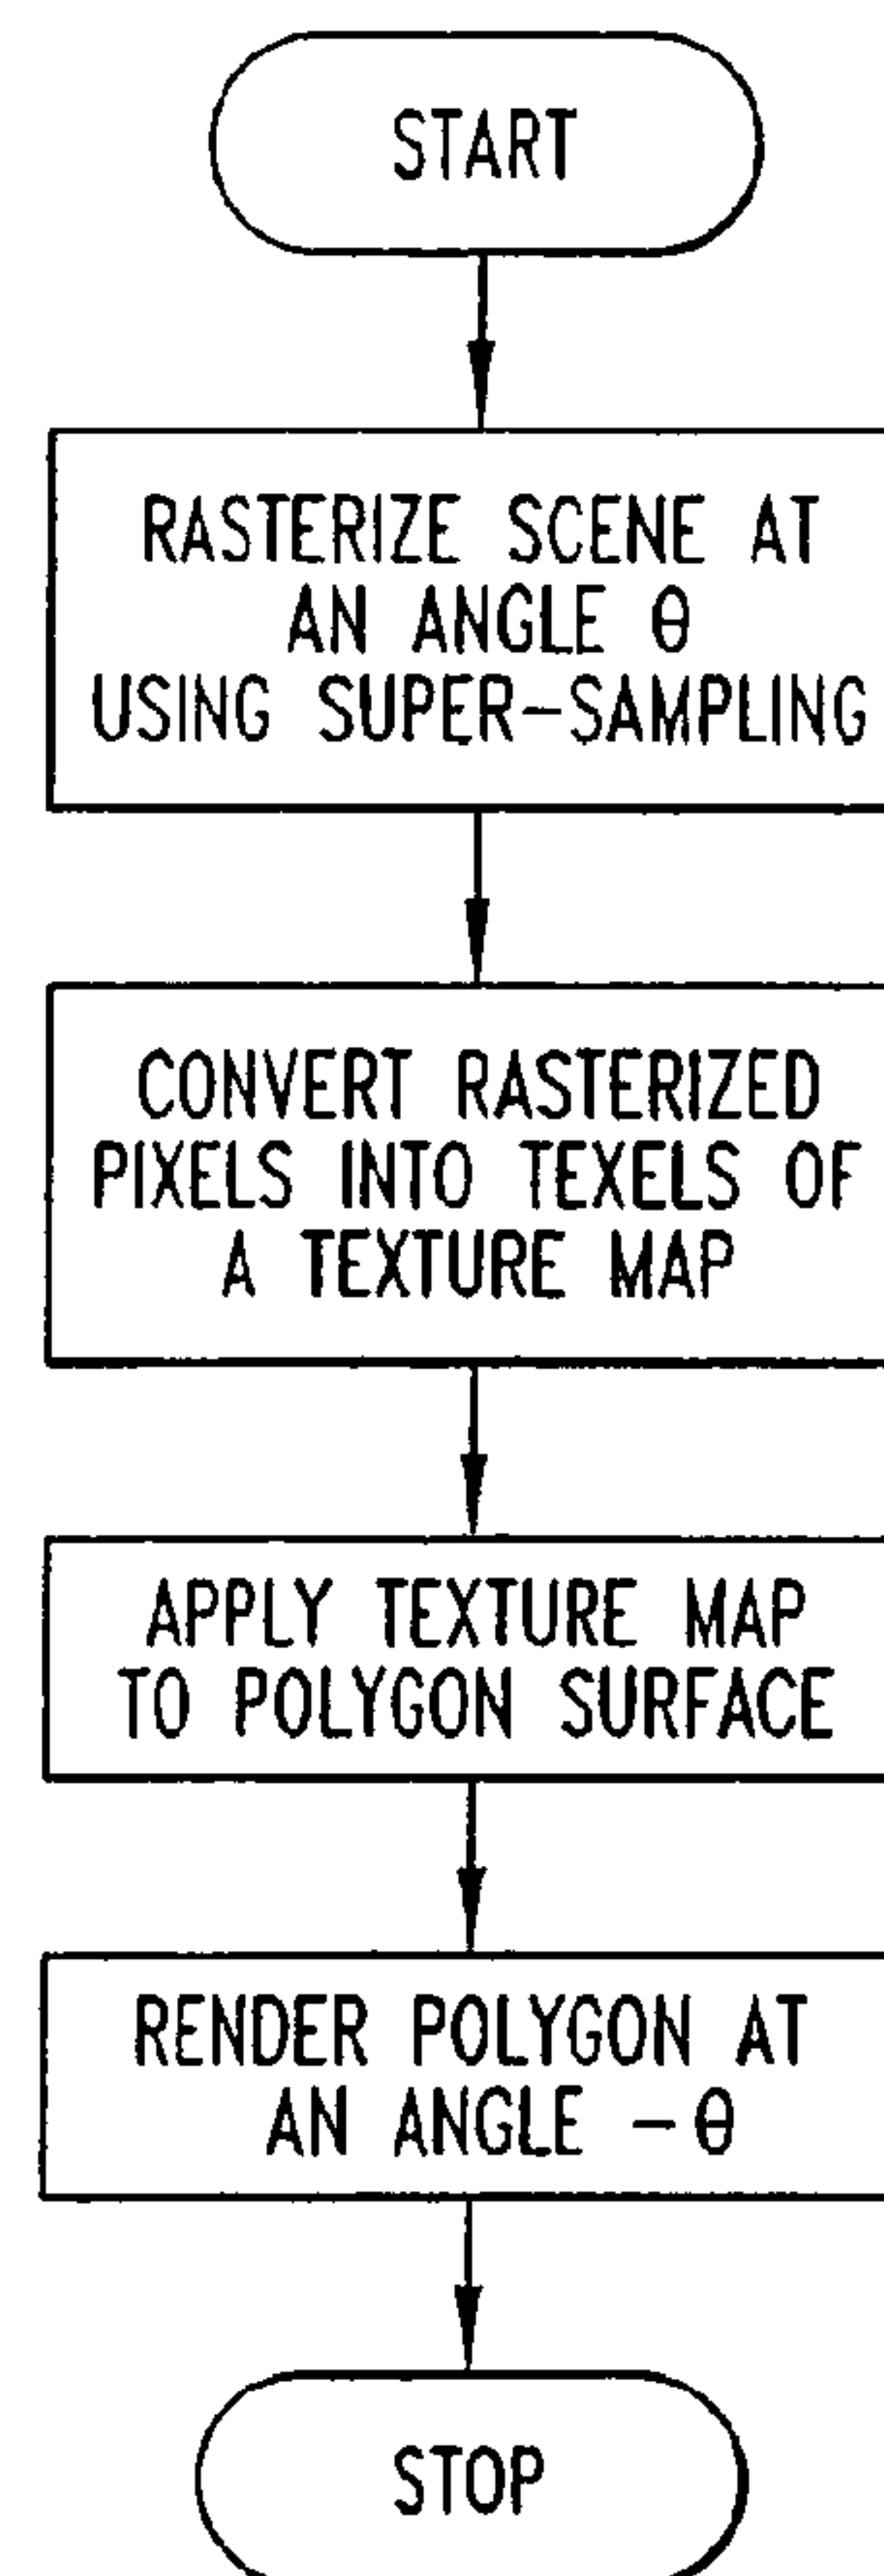 START
RASTERIZE SCENE AT
AN ANGLE θ
USING SUPER-SAMPLING
CONVERT RASTERIZED
PIXELS INTO TEXELS OF
A TEXTURE MAP
APPLY TEXTURE MAP
TO POLYGON SURFACE
RENDER POLYGON AT
AN ANGLE -θ
STOP